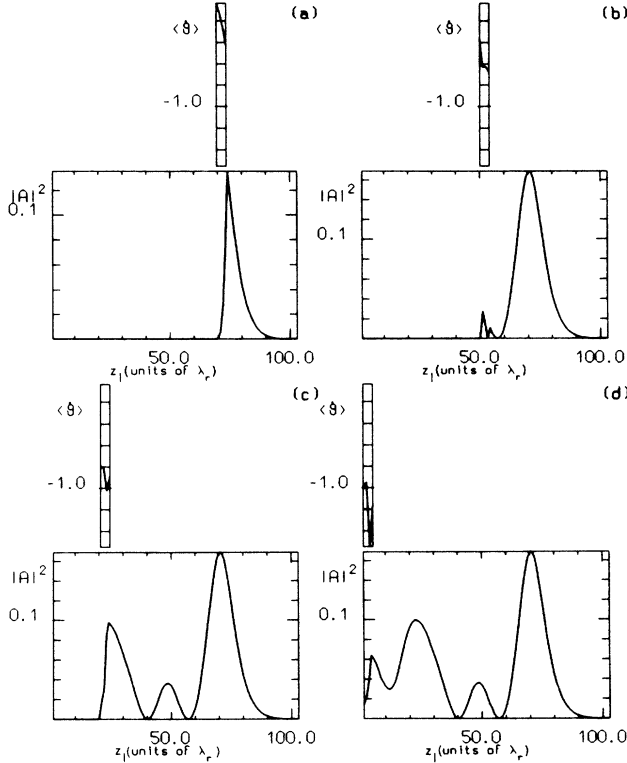 (a)
⟨ϑ̇⟩
-1.0
|A|²
0.1
50.0 100.0
z₁(units of λᵣ)
(b)
⟨ϑ̇⟩
-1.0
|A|²
0.1
50.0 100.0
z₁(units of λᵣ)
(c)
⟨ϑ̇⟩
-1.0
|A|²
0.1
50.0 100.0
z₁(units of λᵣ)
(d)
⟨ϑ̇⟩
-1.0
|A|²
0.1
50.0 100.0
z₁(units of λᵣ)